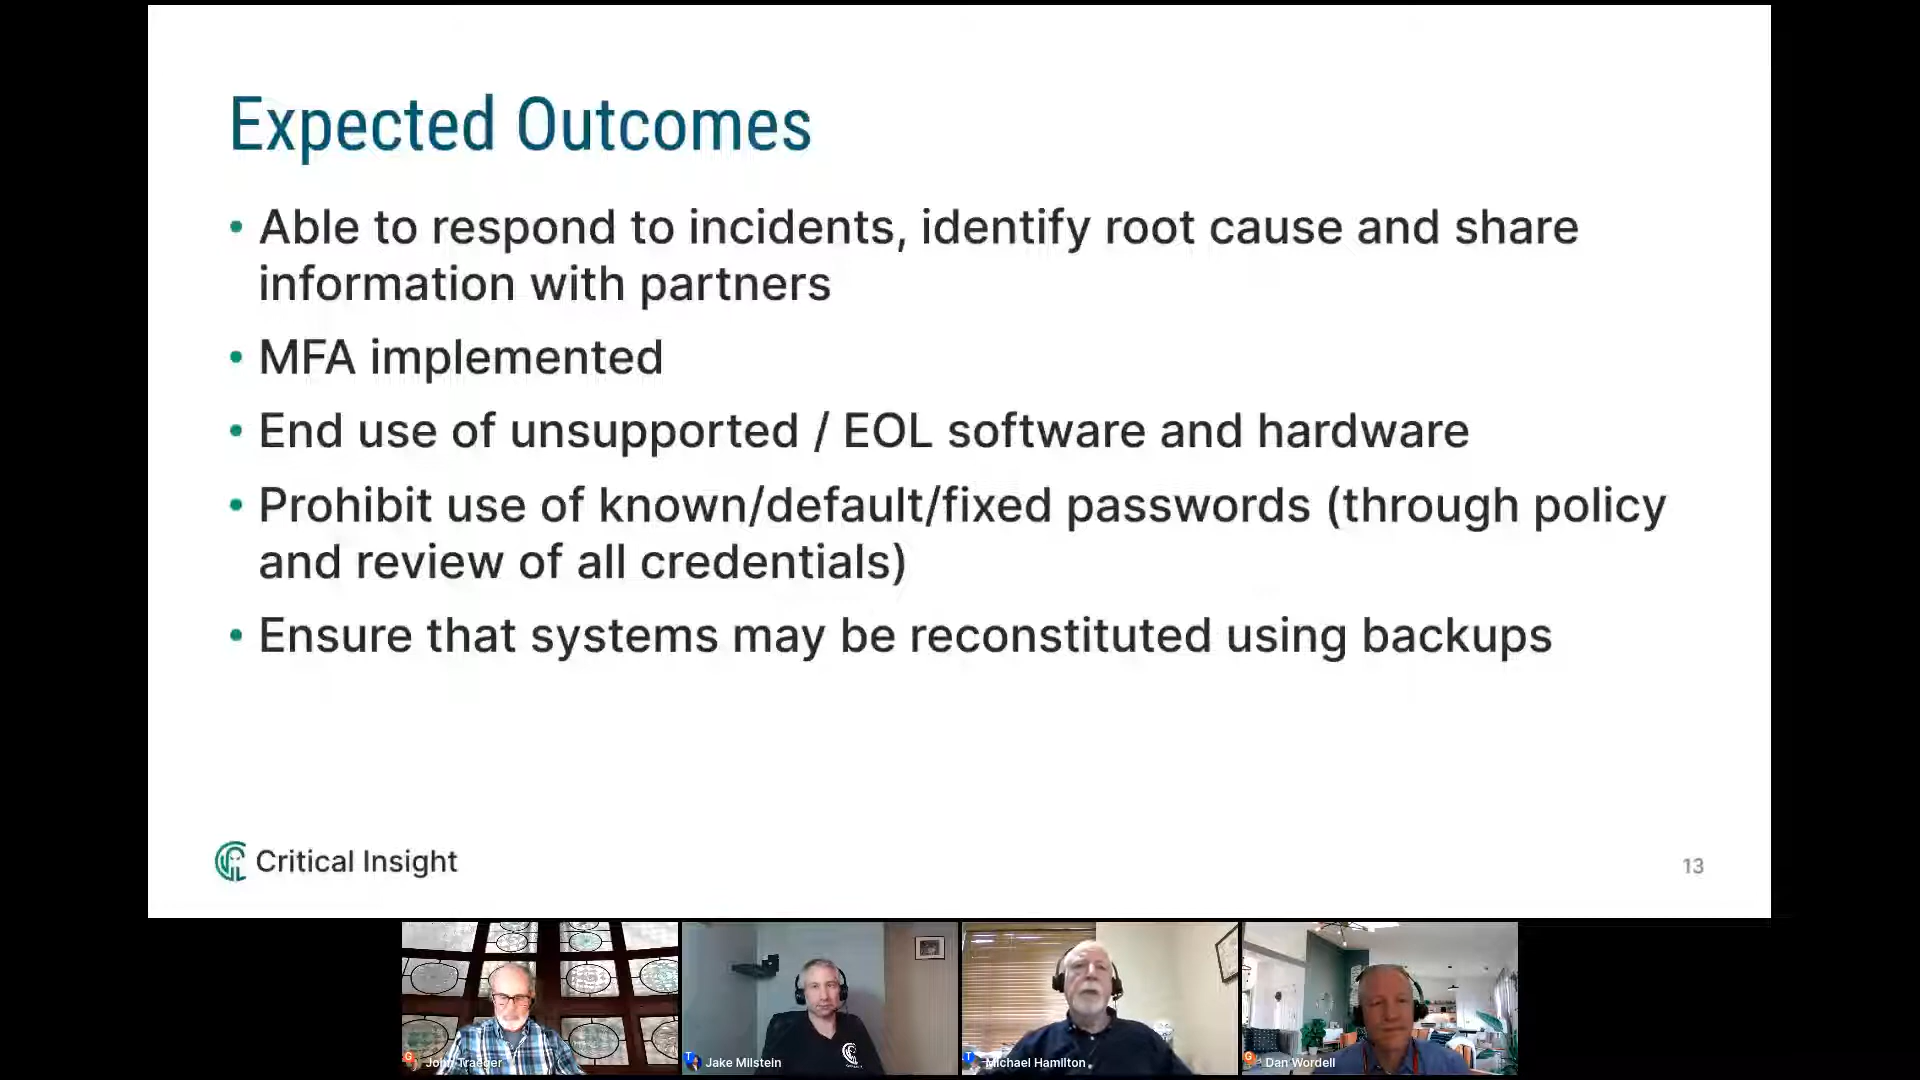 Expected Outcomes
• Able to respond to incidents, identify root cause and share
information with partners
• MFA implemented
• End use of unsupported / EOL software and hardware
• Prohibit use of known/default/fixed passwords (through policy
and review of all credentials)
• Ensure that systems may be reconstituted using backups
Critical Insight
13
G John Traeger
T Jake Milstein
T Michael Hamilton
G Dan Wordell